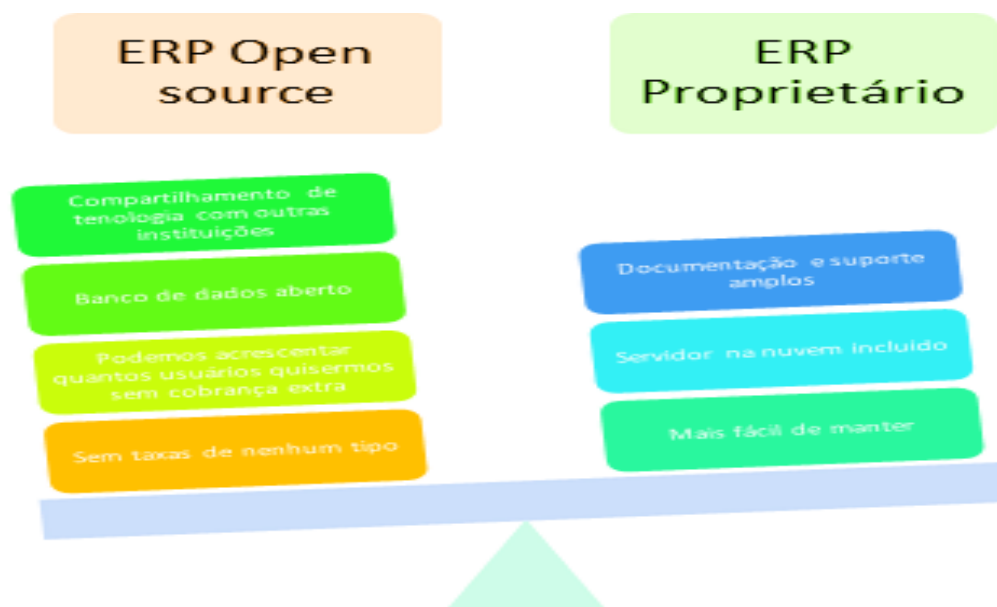 ERP Open
source
ERP
Proprietário
Compartilhamento de
tenologia com outras
instituições
Banco de dados aberto
Podemos acrescentar
quantos usuários quisermos
sem cobrança extra
Sem taxas de nenhum tipo
Documentação e suporte
amplos
Servidor na nuvem incluido
Mais fácil de manter